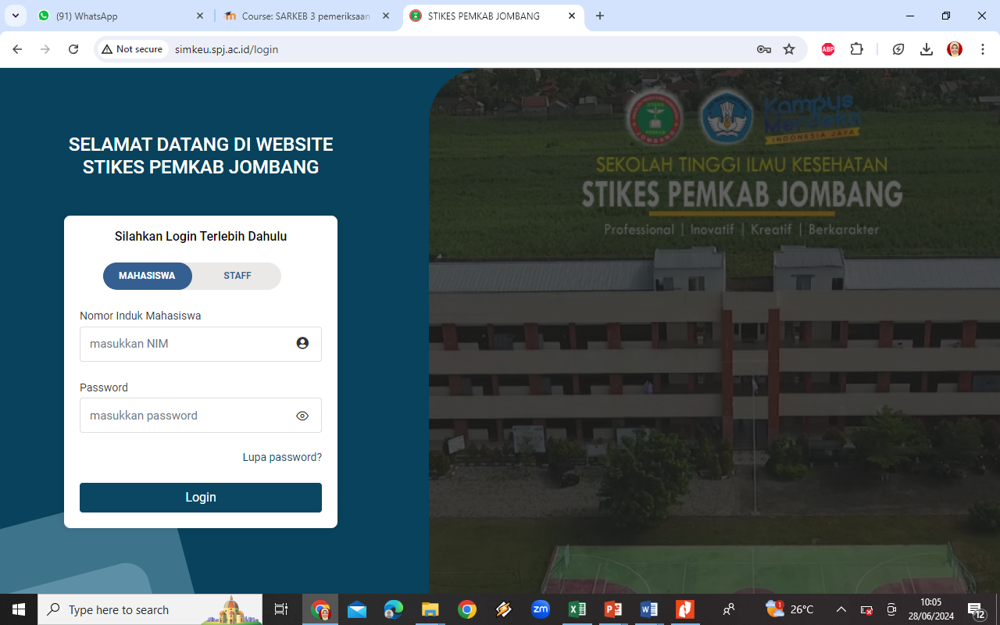 (91) WhatsApp
Course: SARKEB 3 pemeriksaan
STIKES PEMKAB JOMBANG
Not secure
simkeu.spj.ac.id/login
ABP
SELAMAT DATANG DI WEBSITE
STIKES PEMKAB JOMBANG
Silahkan Login Terlebih Dahulu
MAHASISWA
STAFF
Nomor Induk Mahasiswa
masukkan NIM
Password
masukkan password
Lupa password?
Login
Kampus
Merdeka
INDONESIA JAYA
SEKOLAH TINGGI ILMU KESEHATAN
STIKES PEMKAB JOMBANG
Professional | Inovatif | Kreatif | Berkarakter
Type here to search
zm
1
26°C
10:05
28/06/2024
12